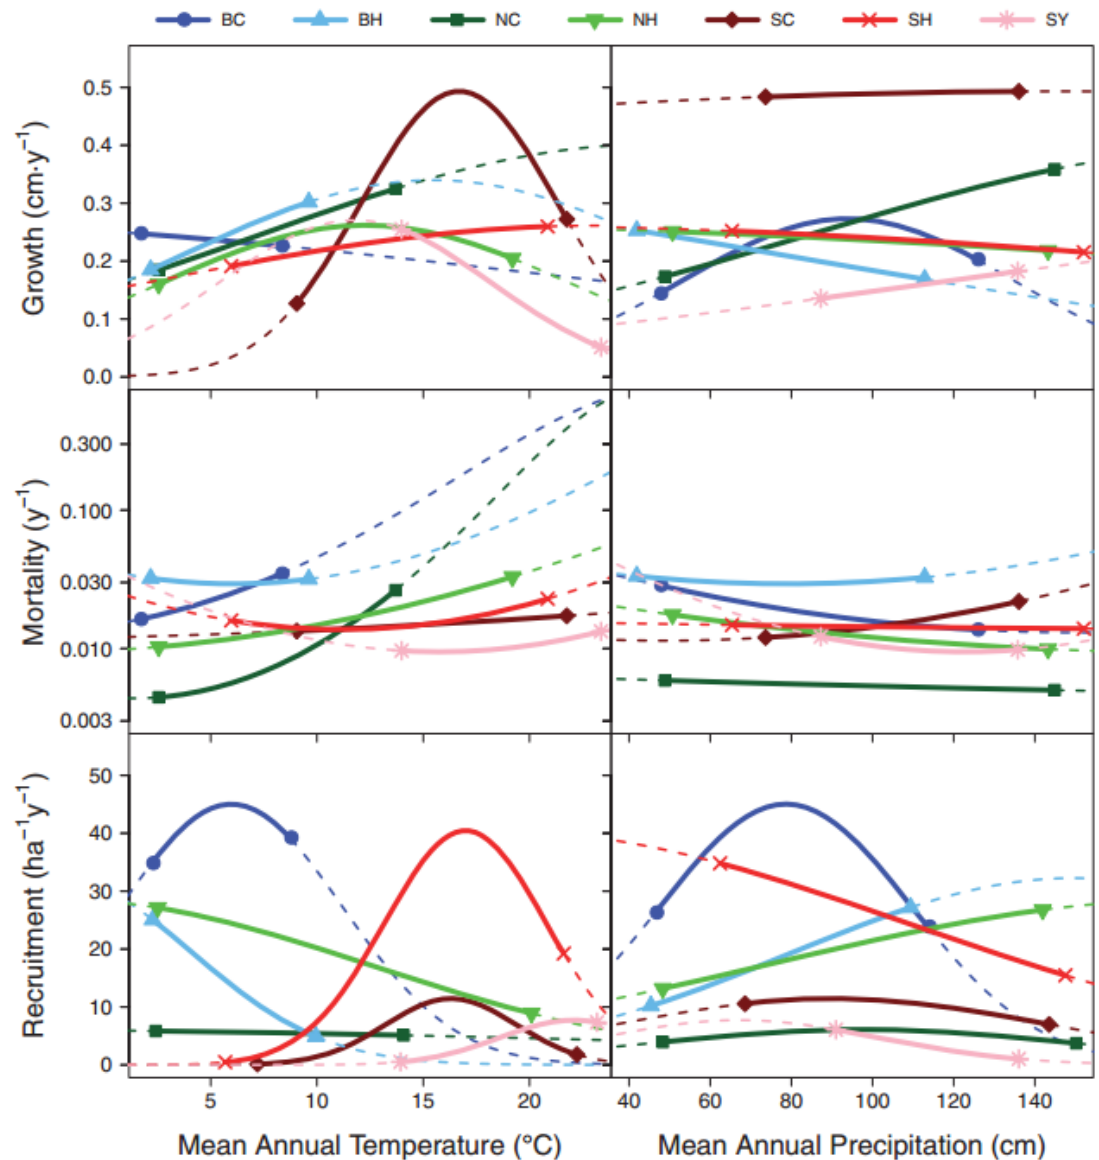 BC BH NC NH SC SH SY
Growth (cm·y⁻¹)
0.5
0.4
0.3
0.2
0.1
0.0
Mortality (y⁻¹)
0.300
0.100
0.030
0.010
0.003
Recruitment (ha⁻¹y⁻¹)
50
40
30
20
10
0
5 10 15 20 40 60 80 100 120 140
Mean Annual Temperature (°C) Mean Annual Precipitation (cm)